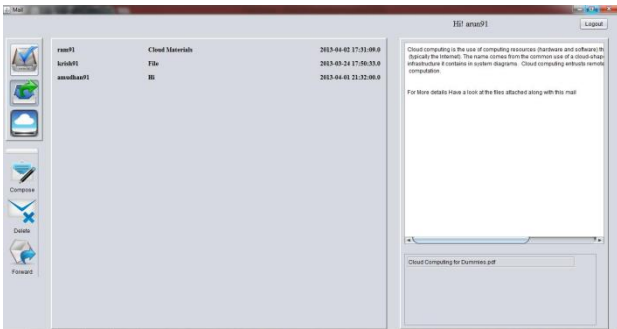 Mail
Hi! arun91
Logout
ram91 Cloud Materials 2013-04-02 17:31:09.0
krish91 File 2013-03-24 17:50:33.0
amudhan91 Hi 2013-04-01 21:32:00.0
Cloud computing is the use of computing resources (hardware and software) th
(typically the Internet). The name comes from the common use of a cloud-shap
infrastructure it contains in system diagrams. Cloud computing entrusts remote
computation.
For More details Have a look at the files attached along with this mail
Cloud Computing for Dummies.pdf
Compose
Delete
Forward